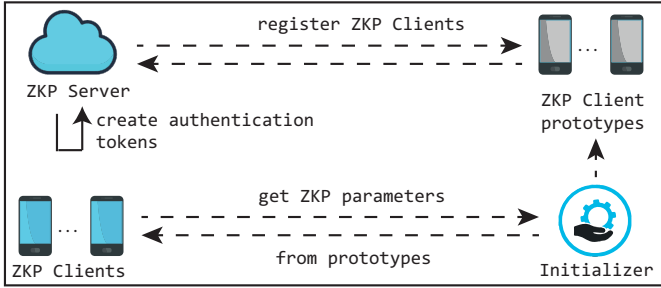 register ZKP Clients
...
ZKP Server
ZKP Client
prototypes
create authentication
tokens
get ZKP parameters
...
from prototypes
ZKP Clients
Initializer